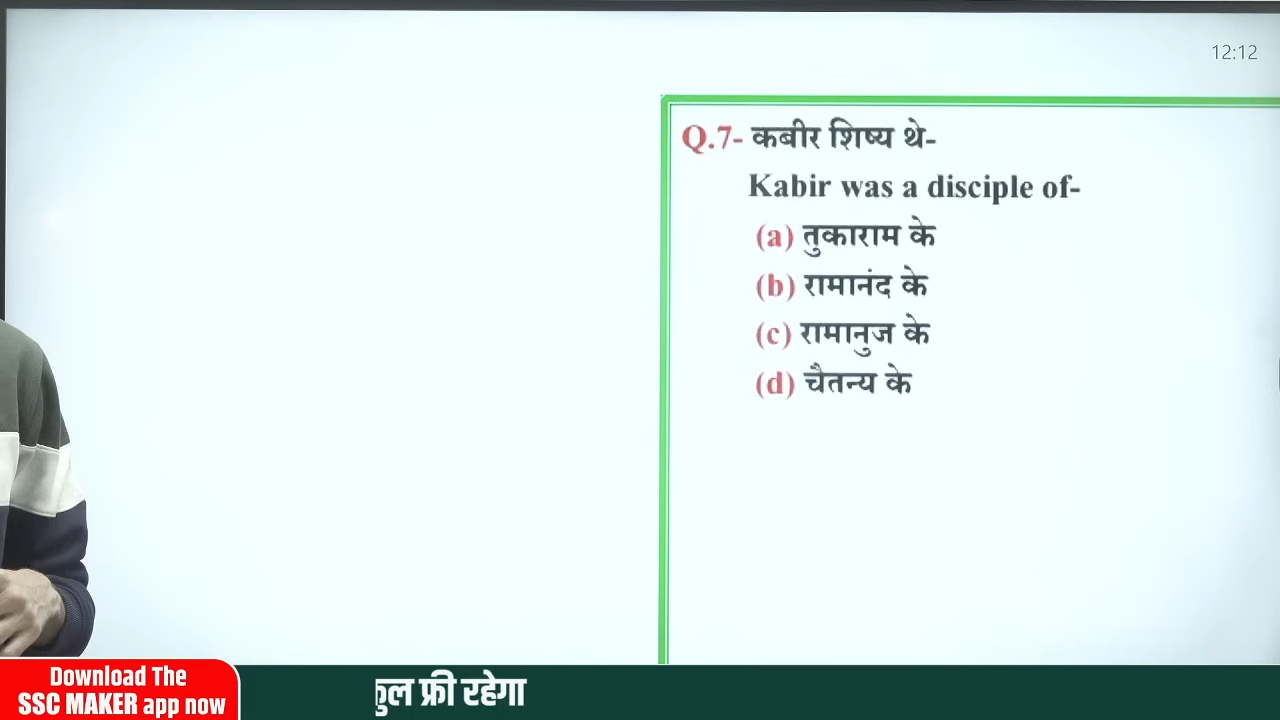 12:12
Q.7- कबीर शिष्य थे-
Kabir was a disciple of-
(a) तुकाराम के
(b) रामानंद के
(c) रामानुज के
(d) चैतन्य के
Download The
SSC MAKER app now
फ्री रहेगा